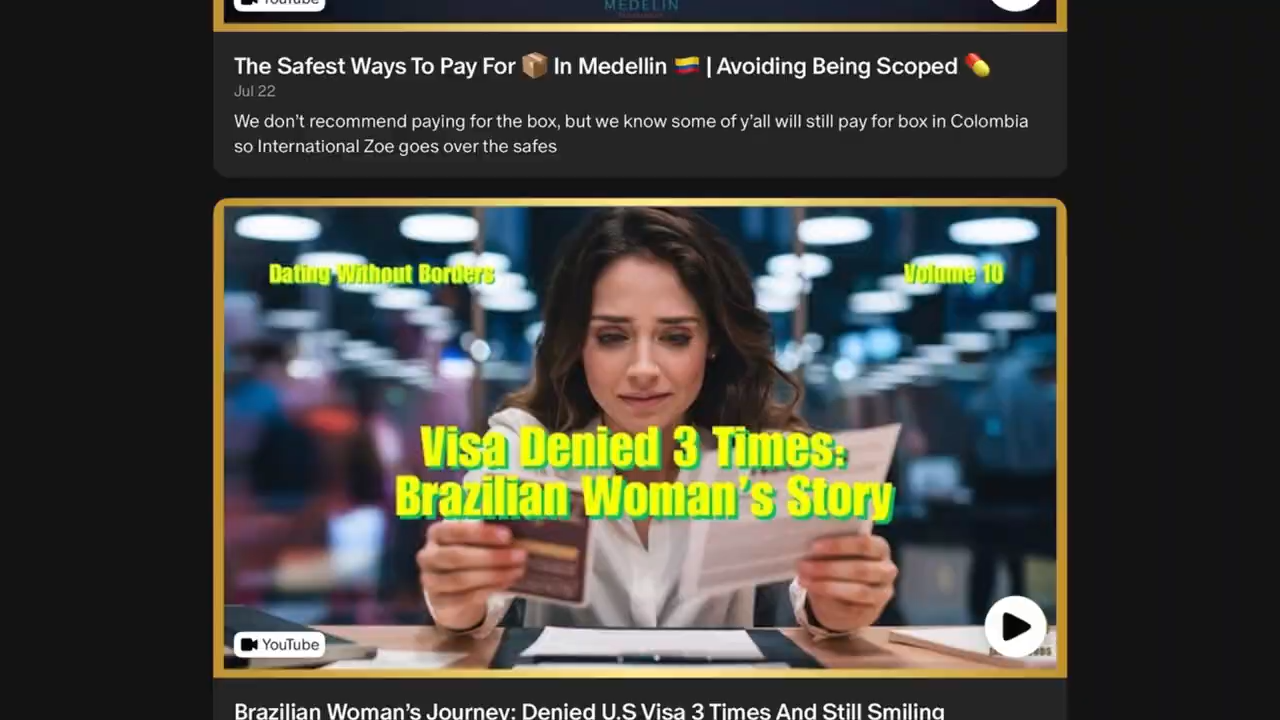 YouTube
MEDELIN
The Safest Ways To Pay For 📦 In Medellin 🇨🇴 | Avoiding Being Scoped 💊
Jul 22
We don't recommend paying for the box, but we know some of y'all will still pay for box in Colombia
so International Zoe goes over the safes
Dating Without Borders
Volume 10
Visa Denied 3 Times:
Brazilian Woman's Story
YouTube
Brazilian Woman's Journey: Denied U.S Visa 3 Times And Still Smiling